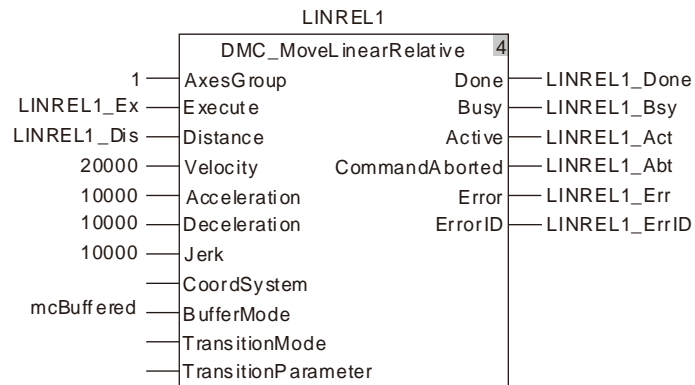 LINREL1
DMC_MoveLinearRelative 4
1 AxesGroup Done LINREL1_Done
LINREL1_Ex Execute Busy LINREL1_Bsy
LINREL1_Dis Distance Active LINREL1_Act
20000 Velocity CommandAborted LINREL1_Abt
10000 Acceleration Error LINREL1_Err
10000 Deceleration ErrorID LINREL1_ErrID
10000 Jerk
CoordSystem
mcBuffered BufferMode
TransitionMode
TransitionParameter